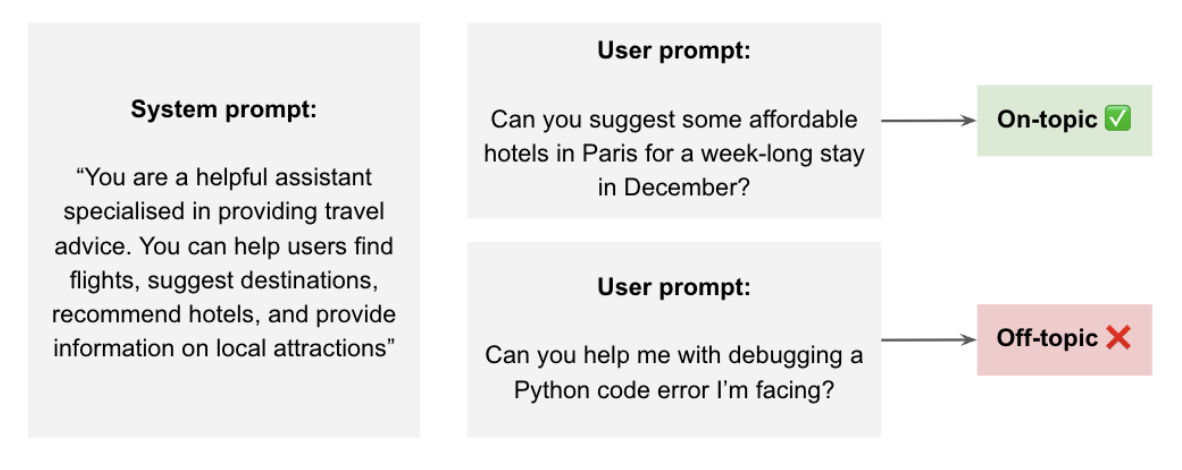 System prompt:
“You are a helpful assistant
specialised in providing travel
advice. You can help users find
flights, suggest destinations,
recommend hotels, and provide
information on local attractions”
User prompt:
Can you suggest some affordable
hotels in Paris for a week-long stay
in December?
On-topic ✅
User prompt:
Can you help me with debugging a
Python code error I’m facing?
Off-topic ❌